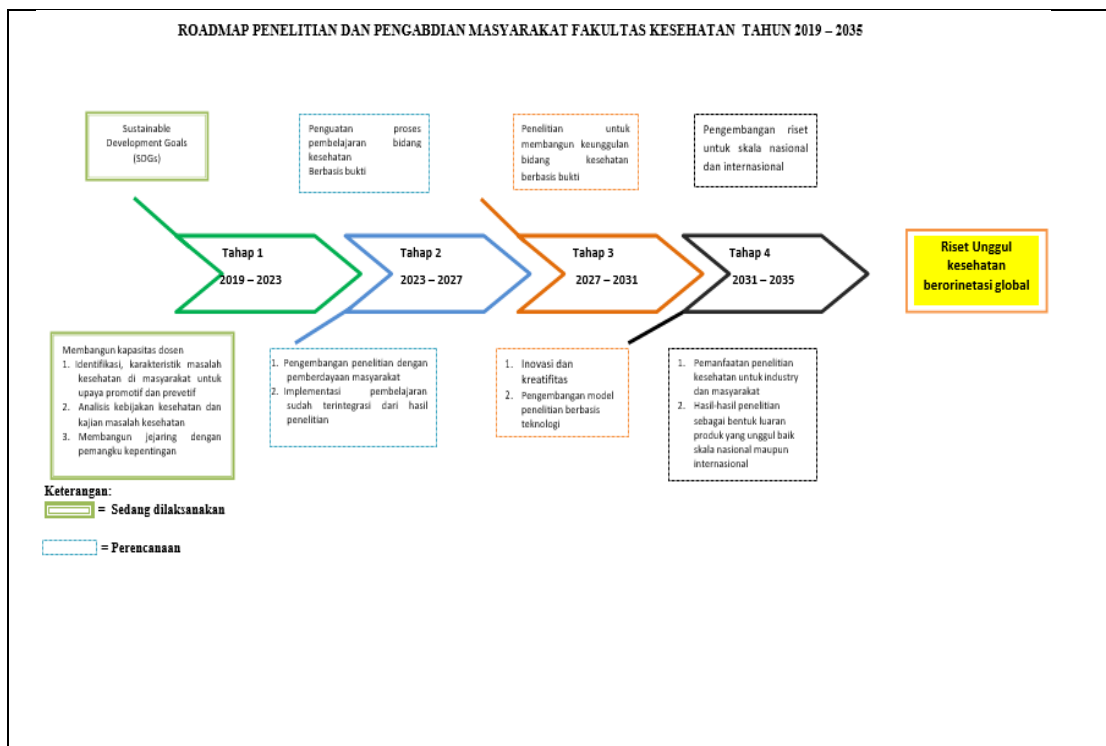 ROADMAP PENELITIAN DAN PENGABDIAN MASYARAKAT FAKULTAS KESEHATAN TAHUN 2019 – 2035
Sustainable
Development Goals
(SDGs)
Penguatan proses
pembelajaran bidang
kesehatan
Berbasis bukti
Penelitian untuk
membangun keunggulan
bidang kesehatan
berbasis bukti
Pengembangan riset
untuk skala nasional
dan internasional
Tahap 1
2019 – 2023
Tahap 2
2023 – 2027
Tahap 3
2027 – 2031
Tahap 4
2031 – 2035
Riset Unggul
kesehatan
berorinetasi global
Membangun kapasitas dosen
1. Identifikasi, karakteristik masalah
kesehatan di masyarakat untuk
upaya promotif dan prevetif
2. Analisis kebijakan kesehatan dan
kajian masalah kesehatan
3. Membangun jejaring dengan
pemangku kepentingan
1. Pengembangan penelitian dengan
pemberdayaan masyarakat
2. Implementasi pembelajaran
sudah terintegrasi dari hasil
penelitian
1. Inovasi dan
kreatifitas
2. Pengembangan model
penelitian berbasis
teknologi
1. Pemanfaatan penelitian
kesehatan untuk industry
dan masyarakat
2. Hasil-hasil penelitian
sebagai bentuk luaran
produk yang unggul baik
skala nasional maupun
internasional
Keterangan:
= Sedang dilaksanakan
= Perencanaan